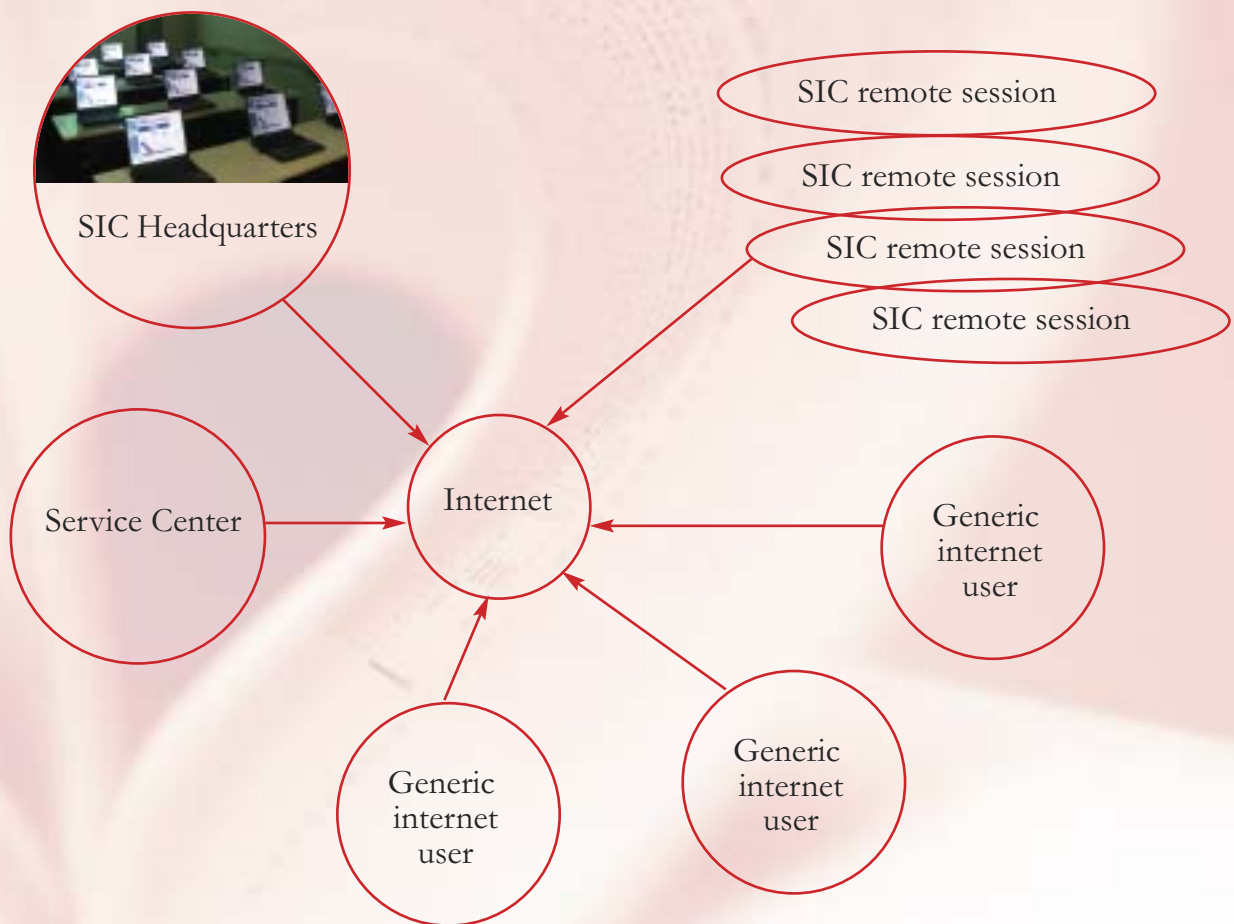 SIC Headquarters
SIC remote session
SIC remote session
SIC remote session
SIC remote session
Service Center
Internet
Generic
internet
user
Generic
internet
user
Generic
internet
user